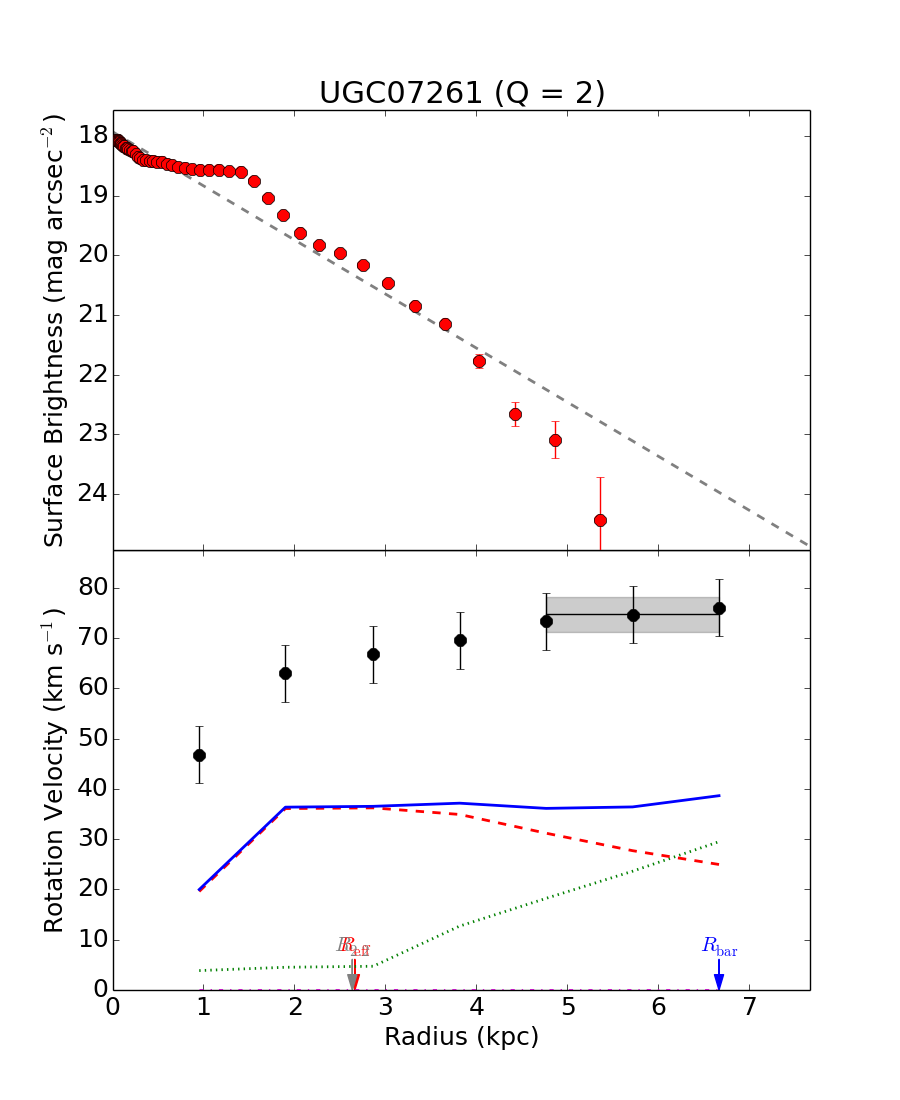 UGC07261 (Q = 2)
Surface Brightness (mag arcsec⁻²)
18
19
20
21
22
23
24
Rotation Velocity (km s⁻¹)
80
70
60
50
40
30
20
10
0
R_bar
0 1 2 3 4 5 6 7
Radius (kpc)